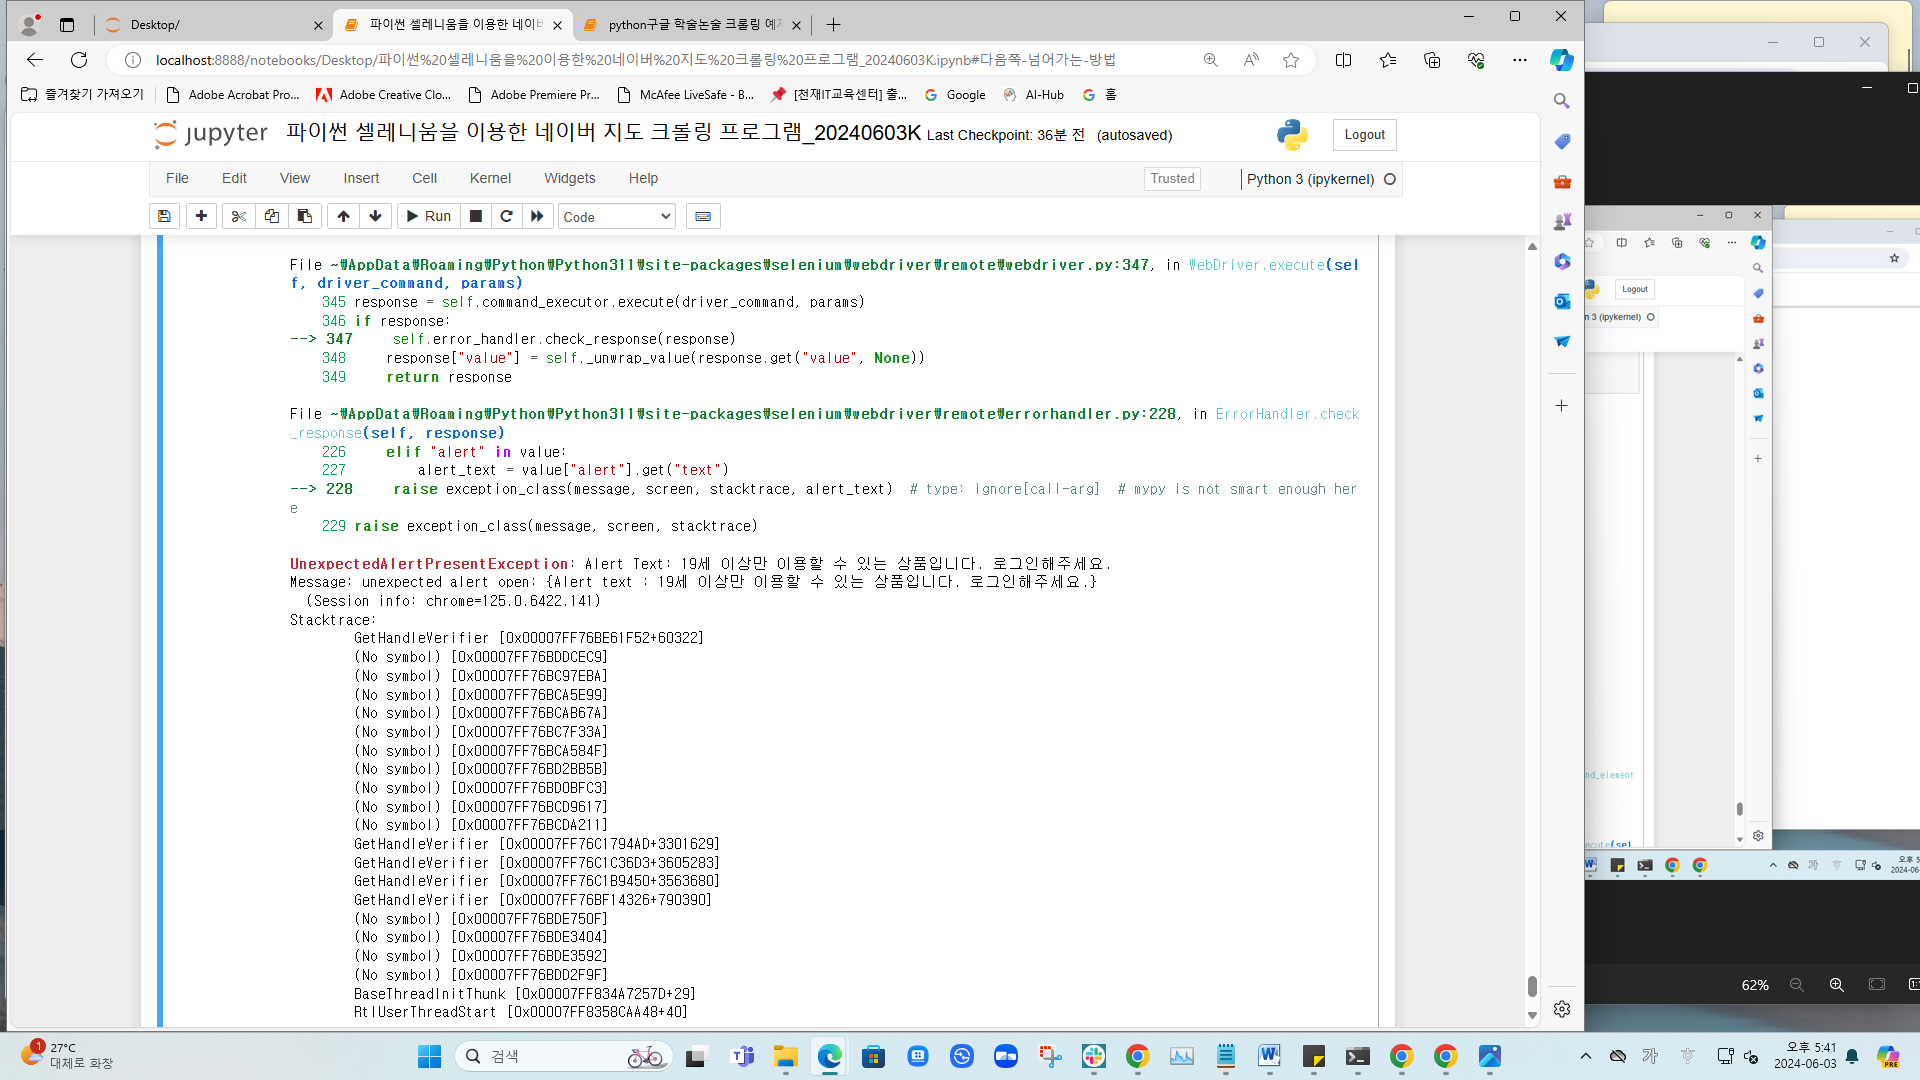 Desktop/
파이썬 셀레니움을 이용한 네이버
python구글 학술논술 크롤링 예제
localhost:8888/notebooks/Desktop/파이썬%20셀레니움을%20이용한%20네이버%20지도%20크롤링%20프로그램_20240603K.ipynb#다음쪽-넘어가는-방법
즐겨찾기 가져오기
Adobe Acrobat Pro...
Adobe Creative Clo...
Adobe Premiere Pr...
McAfee LiveSafe - B...
[천재IT교육센터] 출...
Google
AI-Hub
홈
jupyter 파이썬 셀레니움을 이용한 네이버 지도 크롤링 프로그램_20240603K Last Checkpoint: 36분 전 (autosaved)
Logout
File Edit View Insert Cell Kernel Widgets Help
Trusted
Python 3 (ipykernel)
Run
Code
File ~\AppData\Roaming\Python\Python311\site-packages\selenium\webdriver\remote\webdriver.py:347, in WebDriver.execute(sel
f, driver_command, params)
345 response = self.command_executor.execute(driver_command, params)
346 if response:
--> 347 self.error_handler.check_response(response)
348 response["value"] = self._unwrap_value(response.get("value", None))
349 return response
File ~\AppData\Roaming\Python\Python311\site-packages\selenium\webdriver\remote\errorhandler.py:228, in ErrorHandler.check
_response(self, response)
226 elif "alert" in value:
227 alert_text = value["alert"].get("text")
--> 228 raise exception_class(message, screen, stacktrace, alert_text) # type: ignore[call-arg] # mypy is not smart enough her
e
229 raise exception_class(message, screen, stacktrace)
UnexpectedAlertPresentException: Alert Text: 19세 이상만 이용할 수 있는 상품입니다. 로그인해주세요.
Message: unexpected alert open: {Alert text : 19세 이상만 이용할 수 있는 상품입니다. 로그인해주세요.}
(Session info: chrome=125.0.6422.141)
Stacktrace:
GetHandleVerifier [0x00007FF76BE61F52+60322]
(No symbol) [0x00007FF76BDDCEC9]
(No symbol) [0x00007FF76BC97EBA]
(No symbol) [0x00007FF76BCA5E99]
(No symbol) [0x00007FF76BCAB67A]
(No symbol) [0x00007FF76BC7F33A]
(No symbol) [0x00007FF76BCA584F]
(No symbol) [0x00007FF76BD2BB5B]
(No symbol) [0x00007FF76BD0BFC3]
(No symbol) [0x00007FF76BCD9617]
(No symbol) [0x00007FF76BCDA211]
GetHandleVerifier [0x00007FF76C1794AD+3301629]
GetHandleVerifier [0x00007FF76C1C36D3+3605283]
GetHandleVerifier [0x00007FF76C1B9450+3563680]
GetHandleVerifier [0x00007FF76BF14326+790390]
(No symbol) [0x00007FF76BDE750F]
(No symbol) [0x00007FF76BDE3404]
(No symbol) [0x00007FF76BDE3592]
(No symbol) [0x00007FF76BDD2F9F]
BaseThreadInitThunk [0x00007FF834A7257D+29]
RtlUserThreadStart [0x00007FF8358CAA48+40]
Logout
n 3 (ipykernel)
nd_element
ecute(sel
오후 5
2024-06-
62%
27°C
대체로 화창
검색
가
오후 5:41
2024-06-03